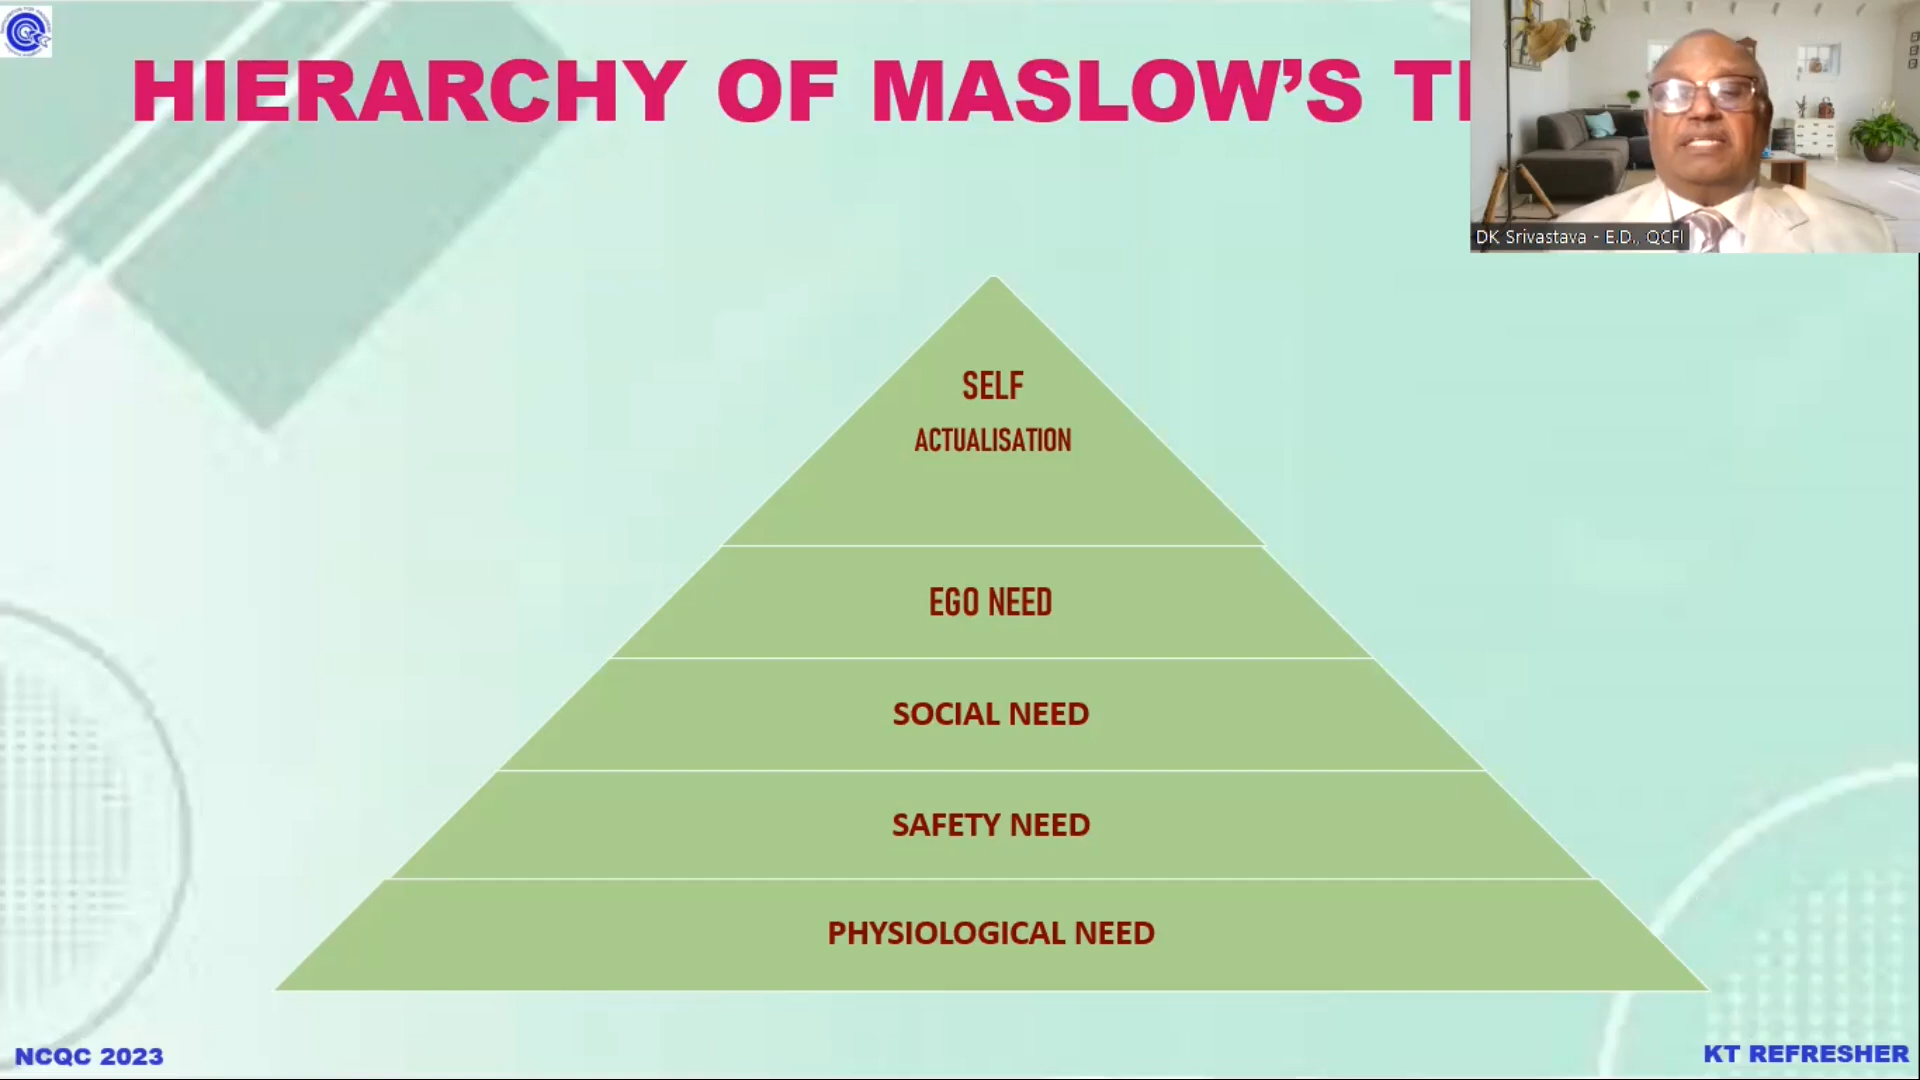 HIERARCHY OF MASLOW'S
DK Srivastava - E.D., QCFI
SELF
ACTUALISATION
EGO NEED
SOCIAL NEED
SAFETY NEED
PHYSIOLOGICAL NEED
NCQC 2023
KT REFRESHER